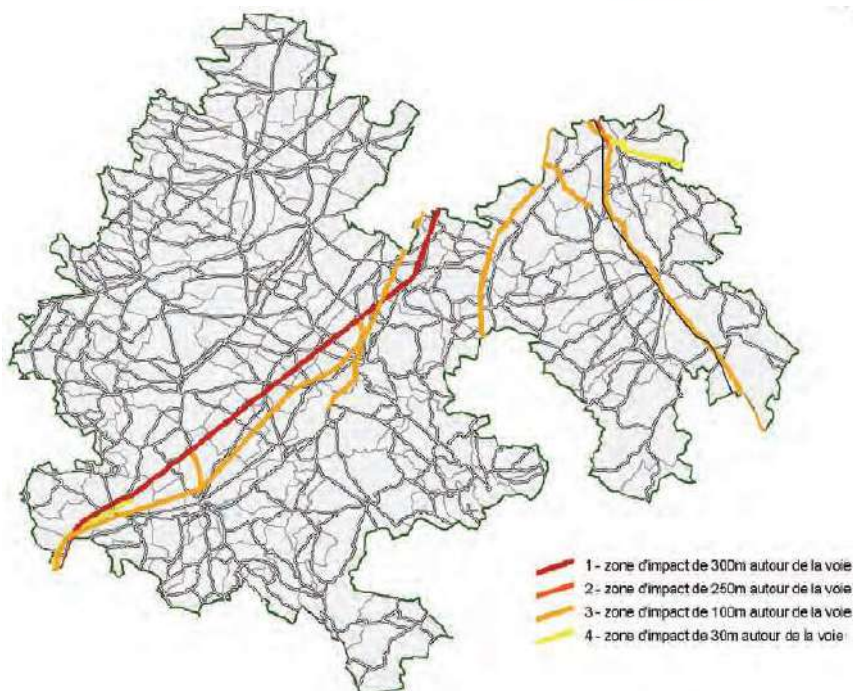 1 - zone d'impact de 300m autour de la voie
2 - zone d'impact de 250m autour de la voie
3 - zone d'impact de 100m autour de la voie
4 - zone d'impact de 30m autour de la voie